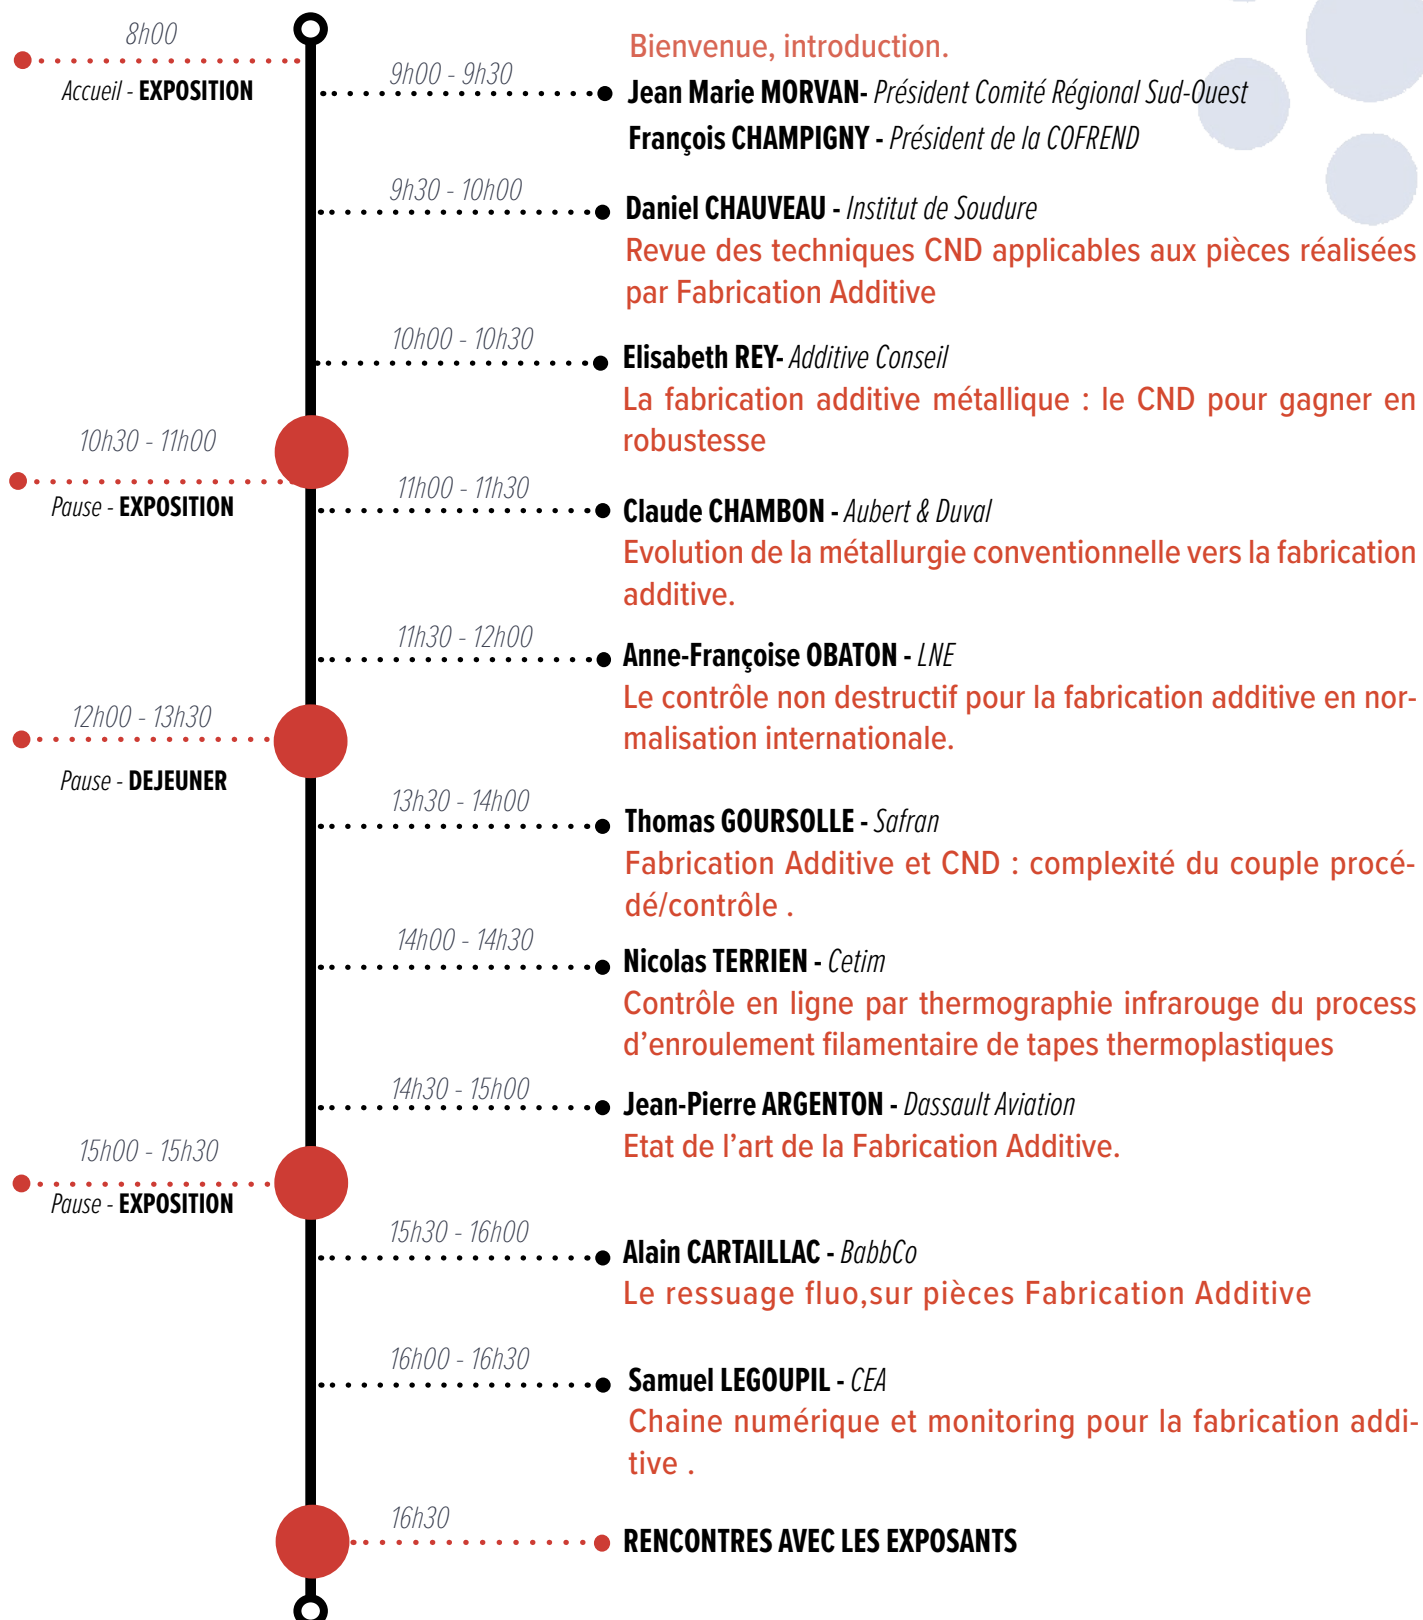 8h00
Accueil - EXPOSITION
Bienvenue, introduction.
9h00 - 9h30
Jean Marie MORVAN- Président Comité Régional Sud-Ouest
François CHAMPIGNY - Président de la COFREND
9h30 - 10h00
Daniel CHAUVEAU - Institut de Soudure
Revue des techniques CND applicables aux pièces réalisées
par Fabrication Additive
10h00 - 10h30
Elisabeth REY- Additive Conseil
La fabrication additive métallique : le CND pour gagner en
robustesse
10h30 - 11h00
Pause - EXPOSITION
11h00 - 11h30
Claude CHAMBON - Aubert & Duval
Evolution de la métallurgie conventionnelle vers la fabrication
additive.
11h30 - 12h00
Anne-Françoise OBATON - LNE
Le contrôle non destructif pour la fabrication additive en nor-
malisation internationale.
12h00 - 13h30
Pause - DEJEUNER
13h30 - 14h00
Thomas GOURSOLLE - Safran
Fabrication Additive et CND : complexité du couple procé-
dé/contrôle .
14h00 - 14h30
Nicolas TERRIEN - Cetim
Contrôle en ligne par thermographie infrarouge du process
d’enroulement filamentaire de tapes thermoplastiques
14h30 - 15h00
Jean-Pierre ARGENTON - Dassault Aviation
Etat de l’art de la Fabrication Additive.
15h00 - 15h30
Pause - EXPOSITION
15h30 - 16h00
Alain CARTAILLAC - BabbCo
Le ressuage fluo,sur pièces Fabrication Additive
16h00 - 16h30
Samuel LEGOUPIL - CEA
Chaine numérique et monitoring pour la fabrication addi-
tive .
16h30
RENCONTRES AVEC LES EXPOSANTS